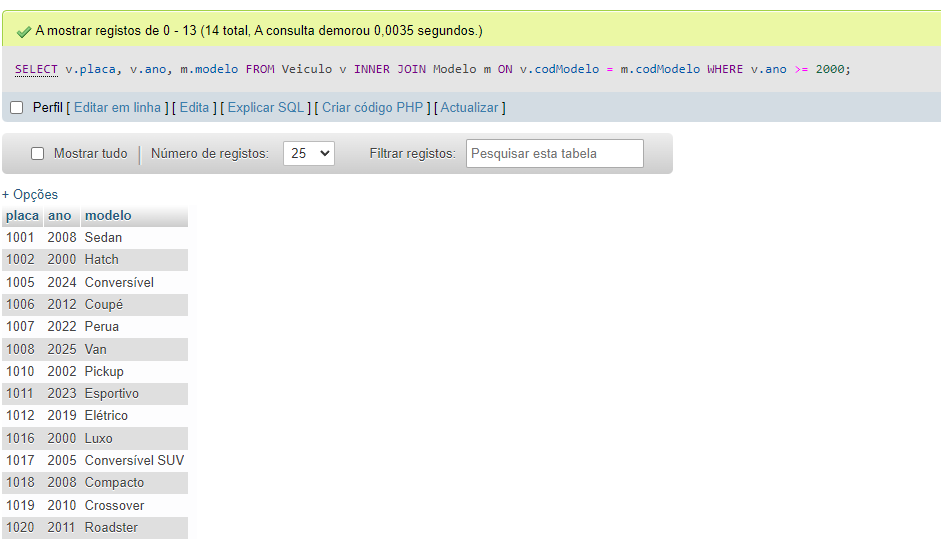 A mostrar registos de 0 - 13 (14 total, A consulta demorou 0,0035 segundos.)
SELECT v.placa, v.ano, m.modelo FROM Veiculo v INNER JOIN Modelo m ON v.codModelo = m.codModelo WHERE v.ano >= 2000;
Perfil [ Editar em linha ] [ Edita ] [ Explicar SQL ] [ Criar código PHP ] [ Actualizar ]
Mostrar tudo | Número de registos: 25 Filtrar registos: Pesquisar esta tabela
+ Opções
placa ano modelo
1001 2008 Sedan
1002 2000 Hatch
1005 2024 Conversível
1006 2012 Coupé
1007 2022 Perua
1008 2025 Van
1010 2002 Pickup
1011 2023 Esportivo
1012 2019 Elétrico
1016 2000 Luxo
1017 2005 Conversível SUV
1018 2008 Compacto
1019 2010 Crossover
1020 2011 Roadster